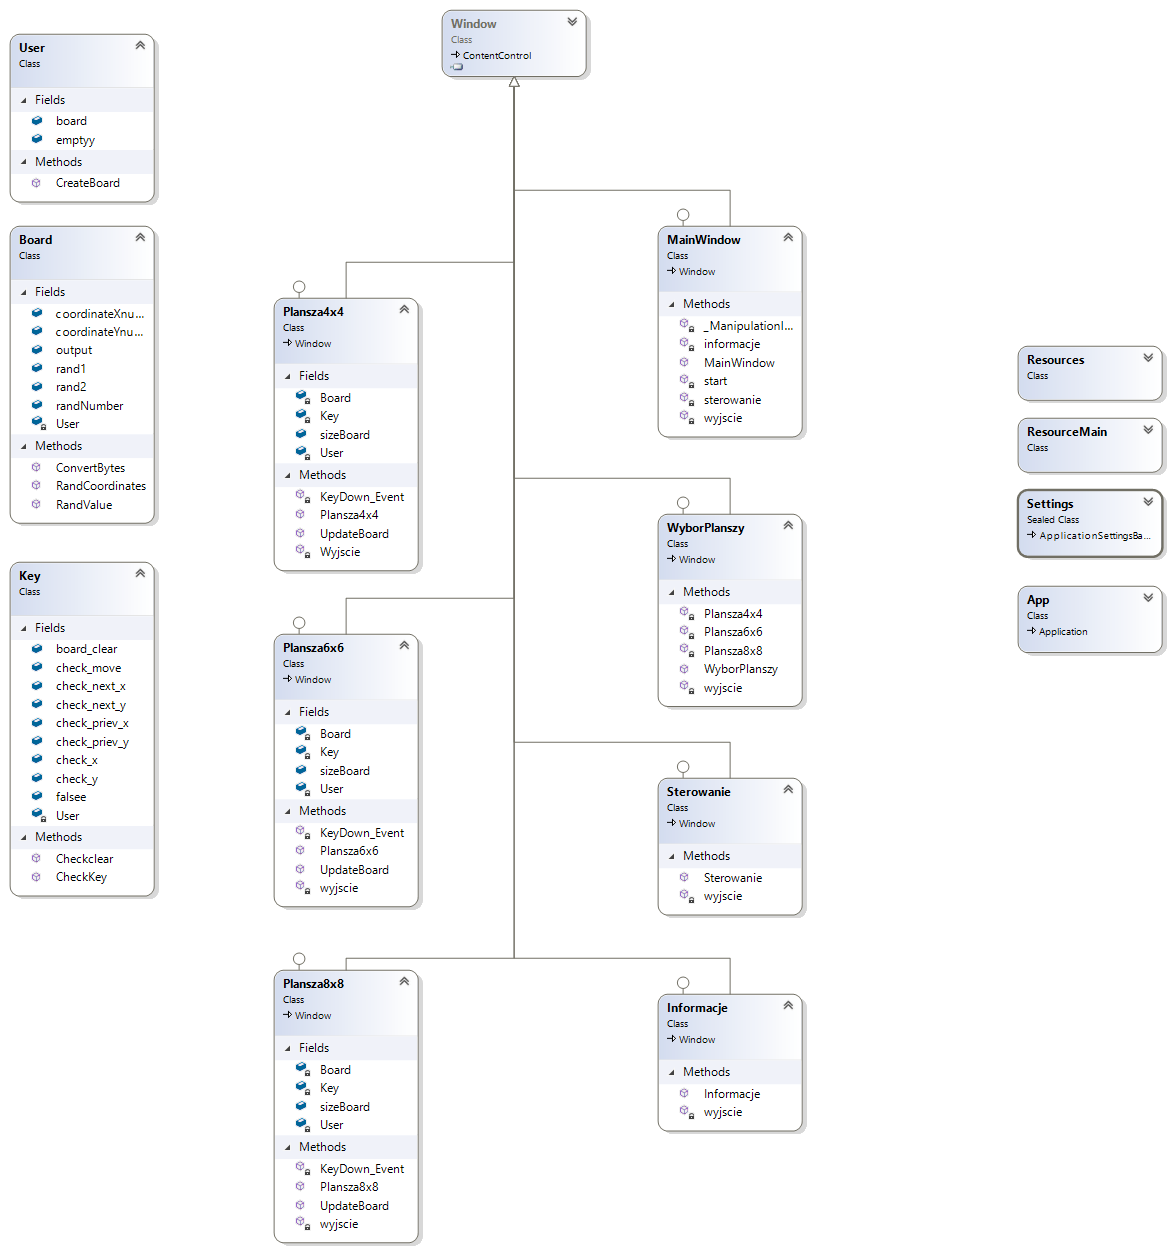 User
Class
Fields
board
emptyy
Methods
CreateBoard
Board
Class
Fields
coordinateXnu...
coordinateYnu...
output
rand1
rand2
randNumber
User
Methods
ConvertBytes
RandCoordinates
RandValue
Key
Class
Fields
board_clear
check_move
check_next_x
check_next_y
check_priev_x
check_priev_y
check_x
check_y
falsee
User
Methods
Checkclear
CheckKey
Window
Class
ContentControl
Plansza4x4
Class
Window
Fields
Board
Key
sizeBoard
User
Methods
KeyDown_Event
Plansza4x4
UpdateBoard
Wyjscie
Plansza6x6
Class
Window
Fields
Board
Key
sizeBoard
User
Methods
KeyDown_Event
Plansza6x6
UpdateBoard
wyjscie
Plansza8x8
Class
Window
Fields
Board
Key
sizeBoard
User
Methods
KeyDown_Event
Plansza8x8
UpdateBoard
wyjscie
MainWindow
Class
Window
Methods
_ManipulationI...
informacje
MainWindow
start
sterowanie
wyjscie
WyborPlanszy
Class
Window
Methods
Plansza4x4
Plansza6x6
Plansza8x8
WyborPlanszy
wyjscie
Sterowanie
Class
Window
Methods
Sterowanie
wyjscie
Informacje
Class
Window
Methods
Informacje
wyjscie
Resources
Class
ResourceMain
Class
Settings
Sealed Class
ApplicationSettingsBa...
App
Class
Application